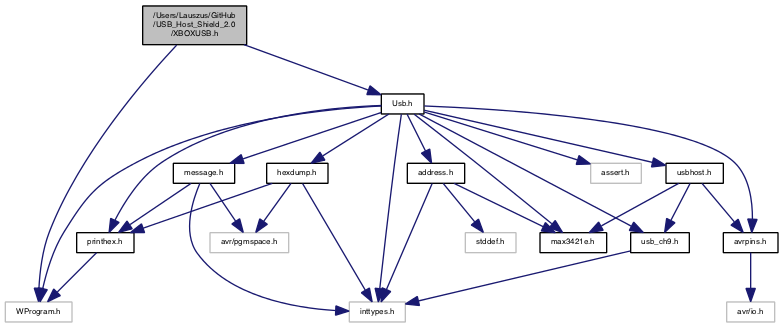 /Users/Lauszus/GitHub
/USB_Host_Shield_2.0
/XBOXUSB.h
Usb.h
message.h
hexdump.h
address.h
assert.h
usbhost.h
printhex.h
avr/pgmspace.h
stddef.h
max3421e.h
usb_ch9.h
avrpins.h
WProgram.h
inttypes.h
avr/io.h